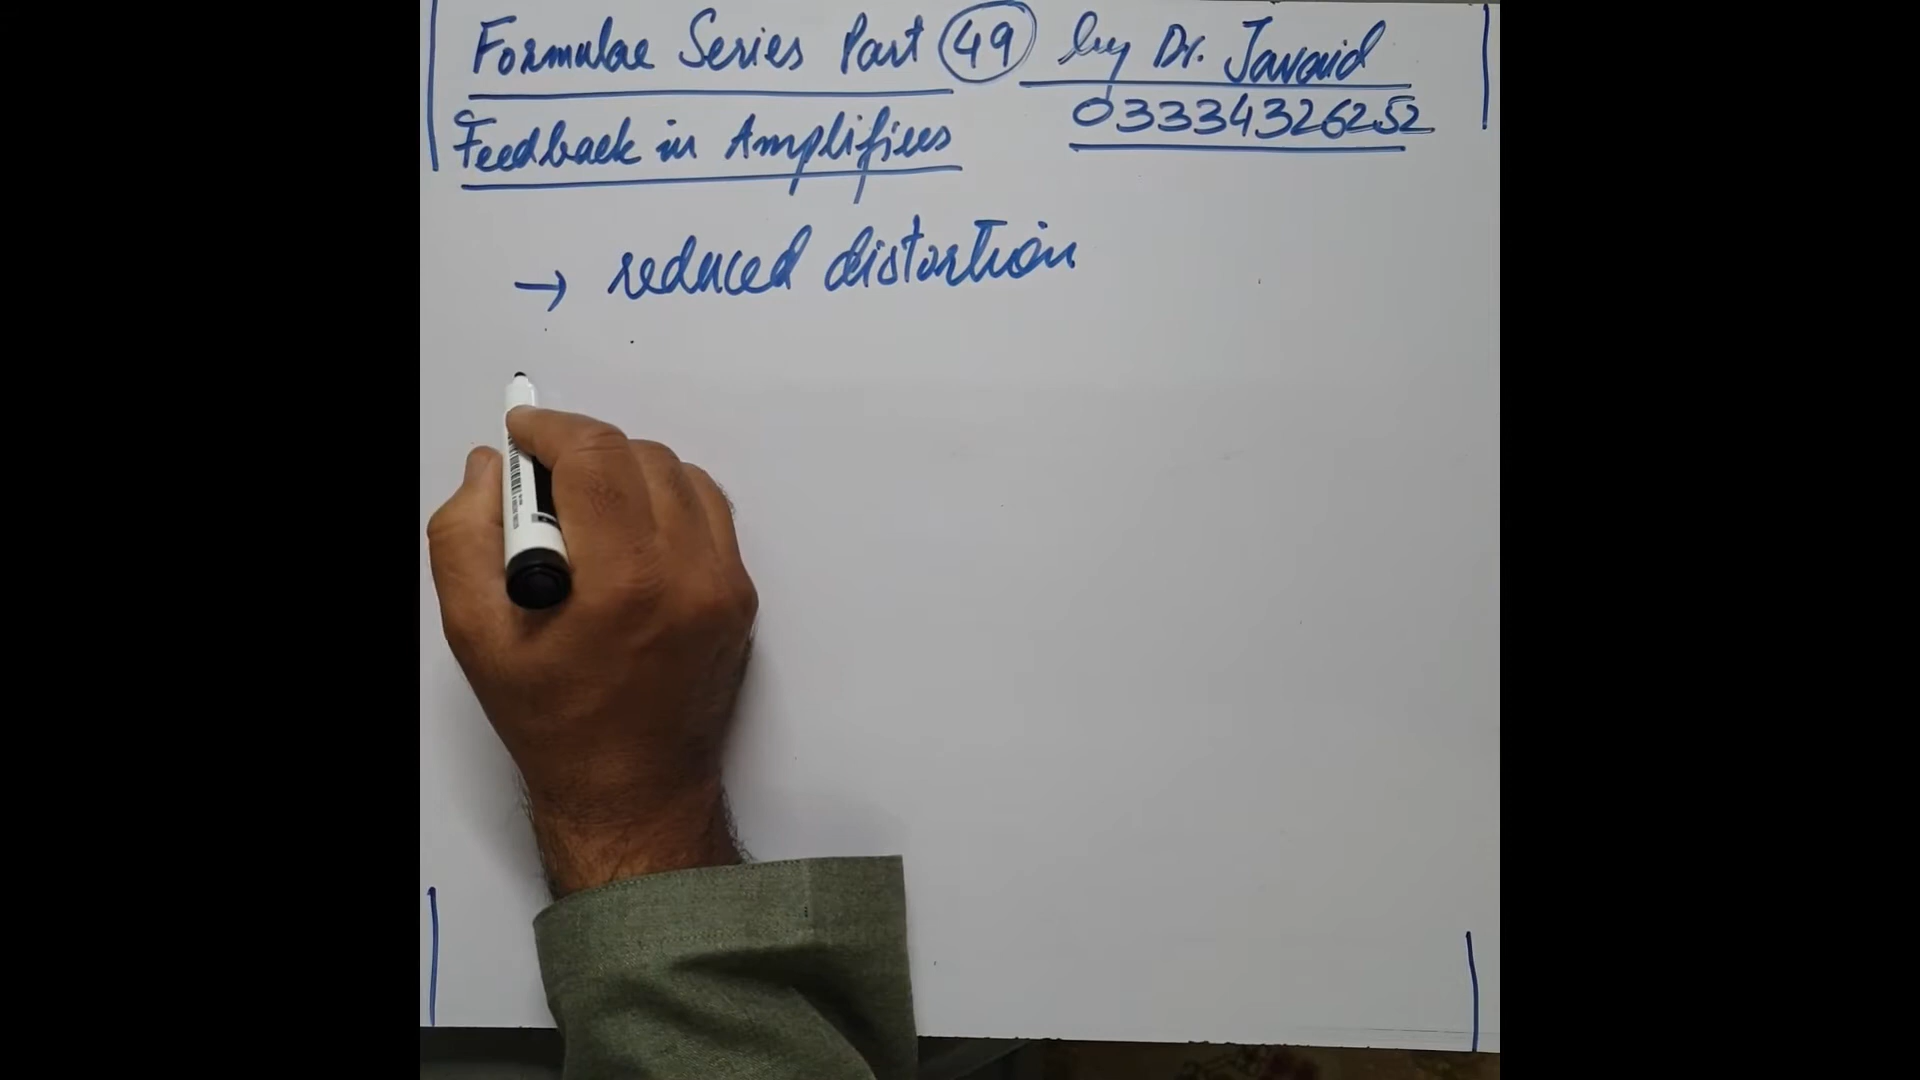 Formulae Series Part 49 by Dr. Javaid
03334326252
Feedback in Amplifiers
→ reduced distortion